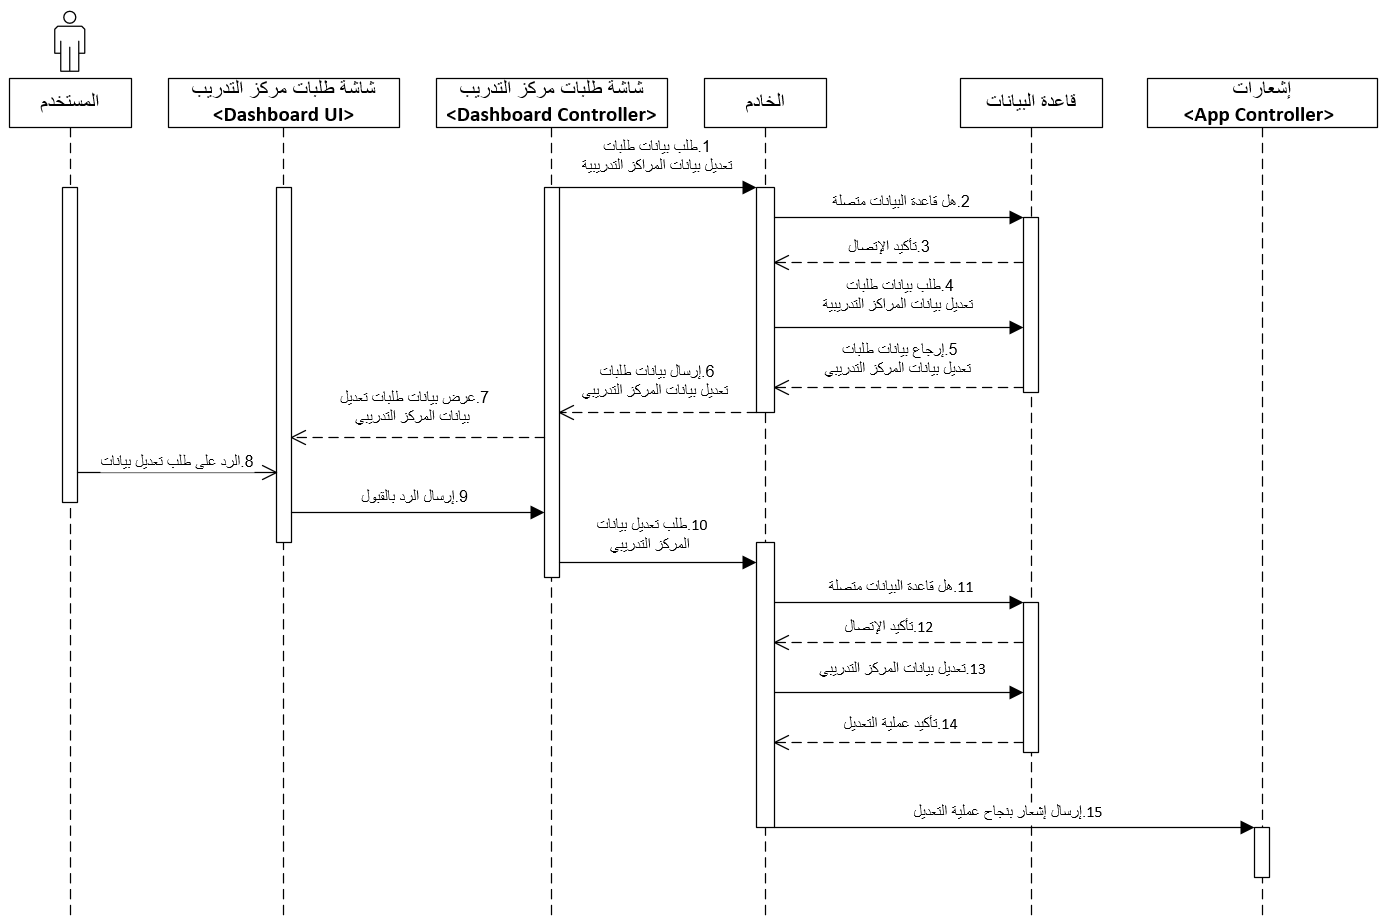 المستخدم
شاشة طلبات مركز التدريب
<Dashboard UI>
شاشة طلبات مركز التدريب
<Dashboard Controller>
الخادم
قاعدة البيانات
إشعارات
<App Controller>
1.طلب بيانات طلبات
تعديل بيانات المراكز التدريبية
2.هل قاعدة البيانات متصلة
3.تأكيد الإتصال
4.طلب بيانات طلبات
تعديل بيانات المراكز التدريبية
5.إرجاع بيانات طلبات
تعديل بيانات المركز التدريبي
6.إرسال بيانات طلبات
تعديل بيانات المركز التدريبي
7.عرض بيانات طلبات تعديل
بيانات المركز التدريبي
8.الرد على طلب تعديل بيانات
9.إرسال الرد بالقبول
10.طلب تعديل بيانات
المركز التدريبي
11.هل قاعدة البيانات متصلة
12.تأكيد الإتصال
13.تعديل بيانات المركز التدريبي
14.تأكيد عملية التعديل
15.إرسال إشعار بنجاح عملية التعديل